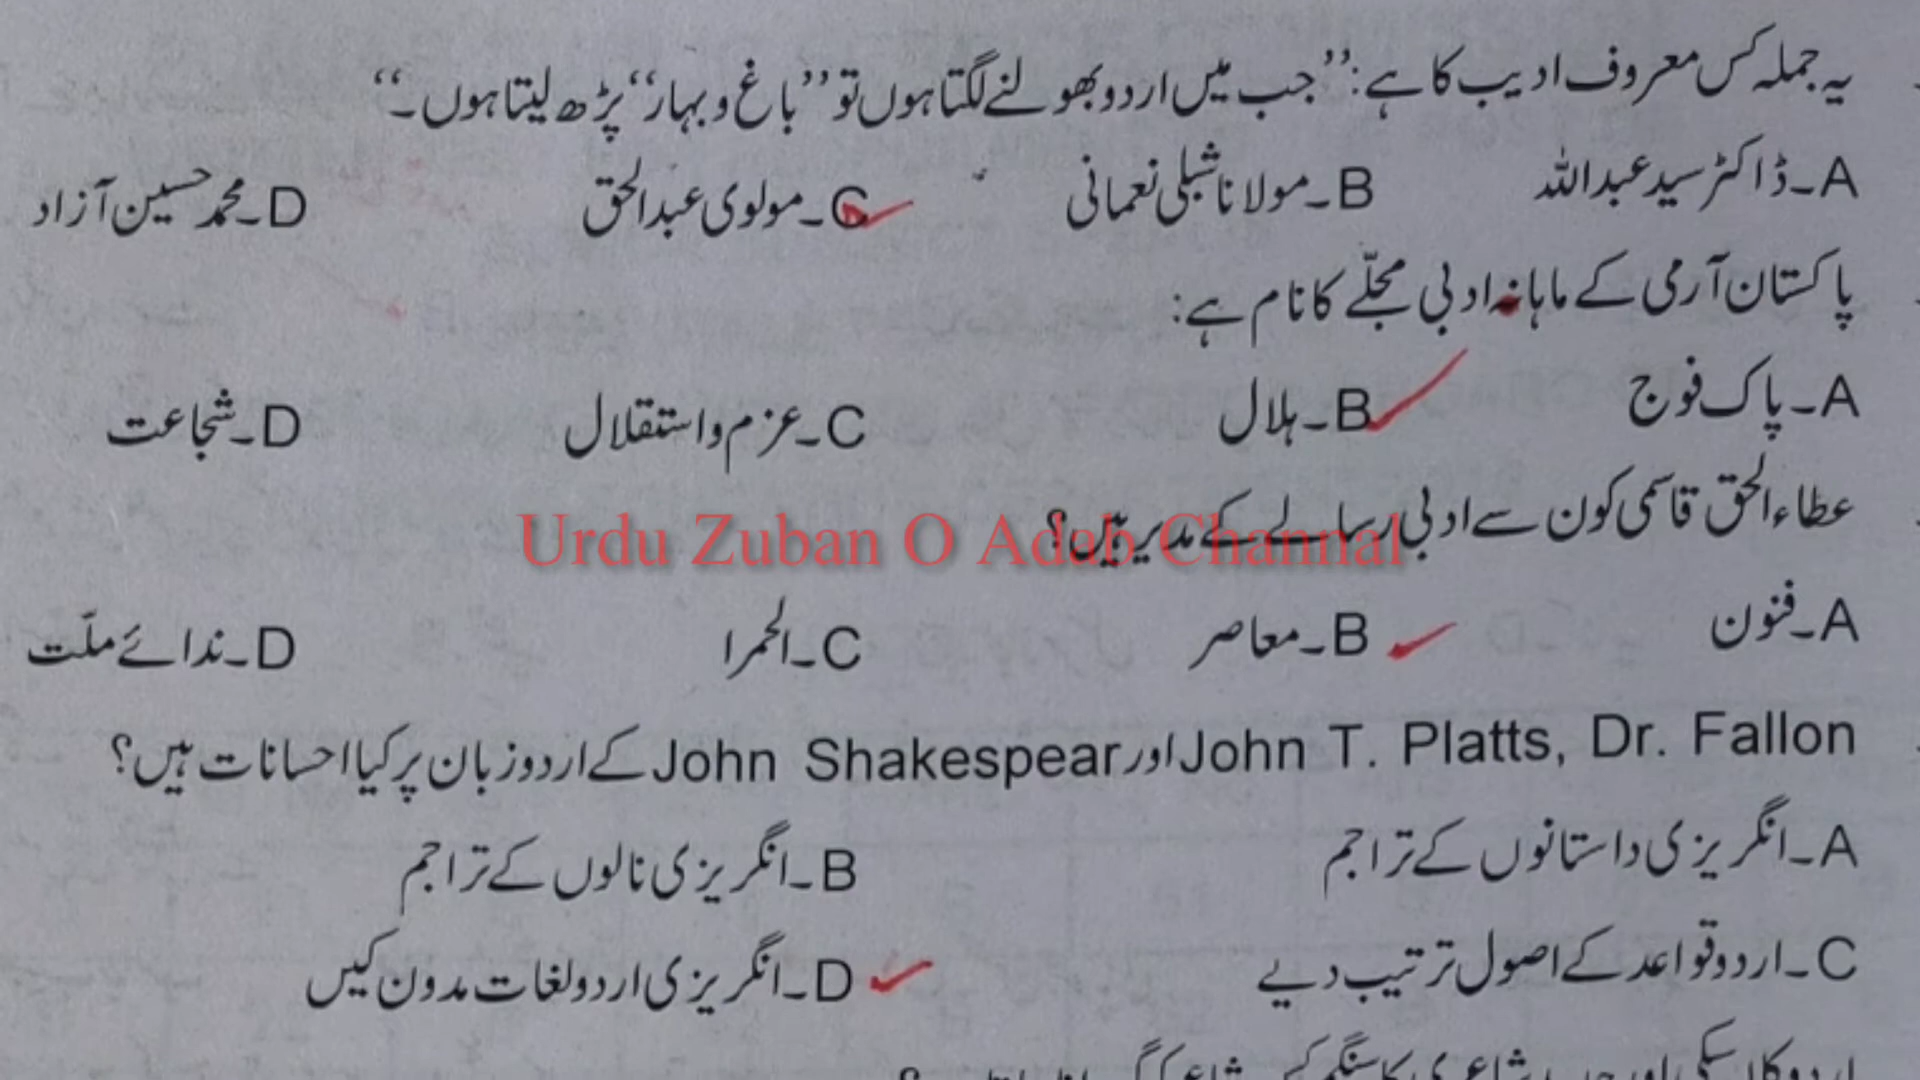 یہ جملہ کس معروف ادیب کا ہے: ’’جب میں اردو بھولنے لگتا ہوں تو ’’باغ و بہار‘‘ پڑھ لیتا ہوں۔‘‘
A۔ڈاکٹر سید عبداللہ B۔مولانا شبلی نعمانی C۔مولوی عبدالحق D۔محمد حسین آزاد
پاکستان آرمی کے ماہانہ ادبی مجلّے کا نام ہے:
A۔پاک فوج B۔ہلال C۔عزم و استقلال D۔شجاعت
عطاء الحق قاسمی کون سے ادبی رسالے کے مدیر ہیں؟
Urdu Zuban O Adab Channal
A۔فنون B۔معاصر C۔الحمرا D۔ندائے ملّت
John T. Platts, Dr. Fallon اور John Shakespear کے اردو زبان پر کیا احسانات ہیں؟
A۔انگریزی داستانوں کے تراجم B۔انگریزی نالوں کے تراجم
C۔اردو قواعد کے اصول ترتیب دیے D۔انگریزی اردو لغات مدون کیں